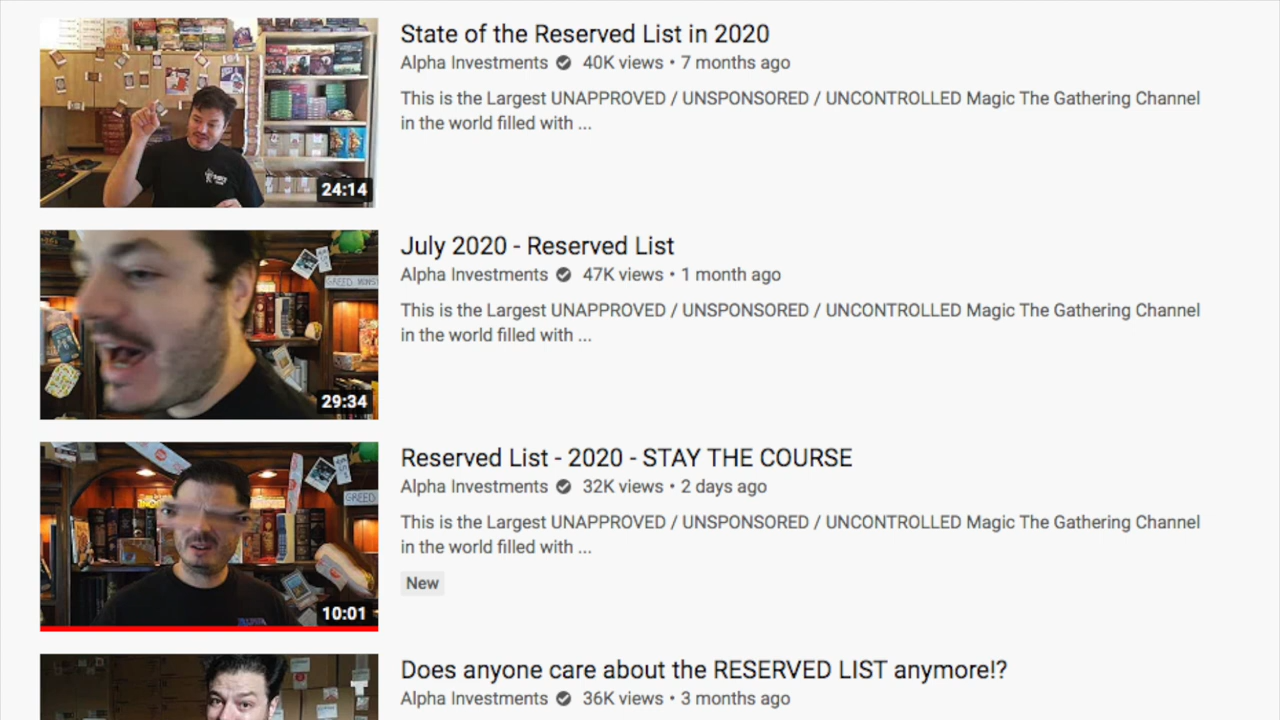 State of the Reserved List in 2020
Alpha Investments 40K views • 7 months ago
This is the Largest UNAPPROVED / UNSPONSORED / UNCONTROLLED Magic The Gathering Channel
in the world filled with ...
24:14
July 2020 - Reserved List
Alpha Investments 47K views • 1 month ago
This is the Largest UNAPPROVED / UNSPONSORED / UNCONTROLLED Magic The Gathering Channel
in the world filled with ...
GREED
29:34
Reserved List - 2020 - STAY THE COURSE
Alpha Investments 32K views • 2 days ago
This is the Largest UNAPPROVED / UNSPONSORED / UNCONTROLLED Magic The Gathering Channel
in the world filled with ...
New
GREED
10:01
Does anyone care about the RESERVED LIST anymore!?
Alpha Investments 36K views • 3 months ago